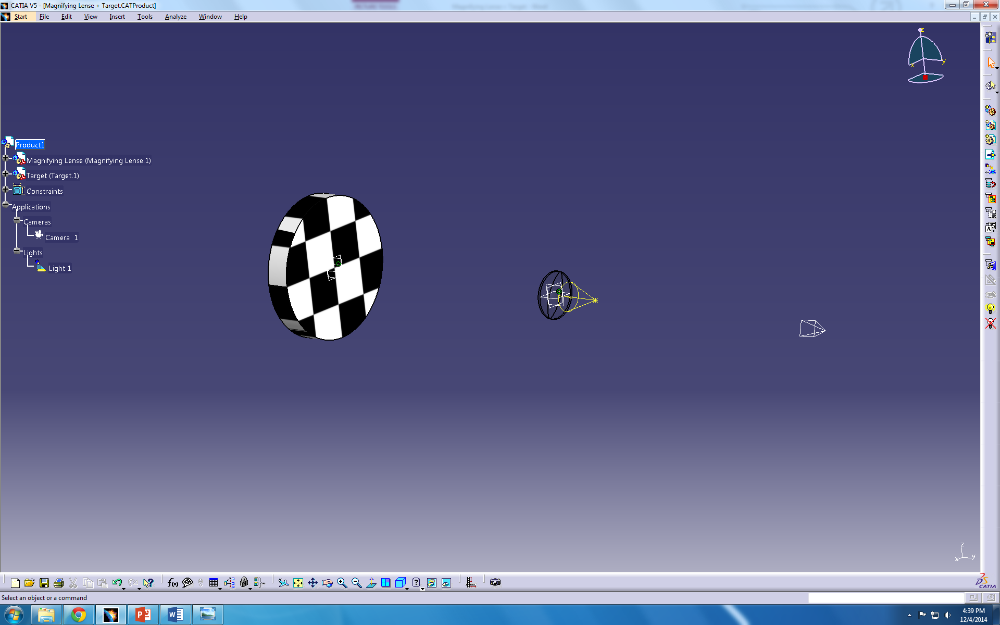 CATIA V5 - [Magnifying Lense + Target.CATProduct]
Start File Edit View Insert Tools Analyze Window Help
z
x y
Product1
Magnifying Lense (Magnifying Lense.1)
Target (Target.1)
Constraints
Applications
Cameras
Camera 1
Lights
Light 1
z
x y
f(x)
CATIA
Select an object or a command
4:39 PM
12/4/2014